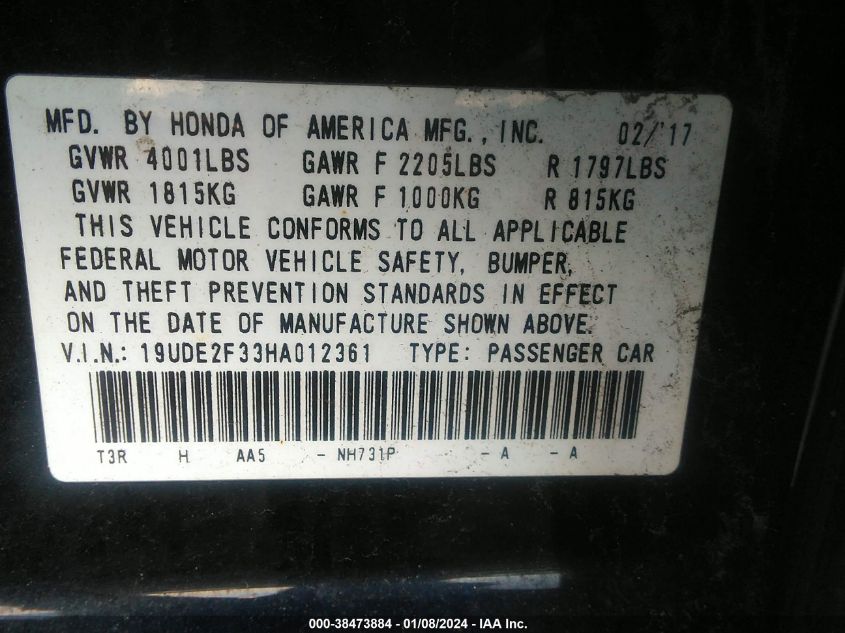 MFD. BY HONDA OF AMERICA MFG., INC. 02/'17
GVWR 4001LBS GAWR F 2205LBS R 1797LBS
GVWR 1815KG GAWR F 1000KG R 815KG
THIS VEHICLE CONFORMS TO ALL APPLICABLE
FEDERAL MOTOR VEHICLE SAFETY, BUMPER,
AND THEFT PREVENTION STANDARDS IN EFFECT
ON THE DATE OF MANUFACTURE SHOWN ABOVE.
V.I.N.: 19UDE2F33HA012361 TYPE: PASSENGER CAR
T3R H AA5 - NH731P - A - A
000-38473884 | 01/08/2024 - IAA Inc.